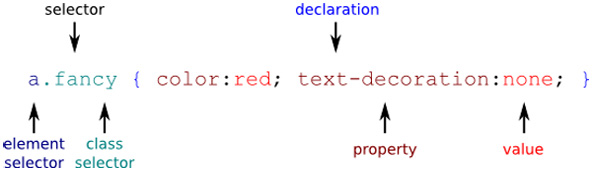 selector
declaration
a.fancy { color:red; text-decoration:none; }
element selector
class selector
property
value